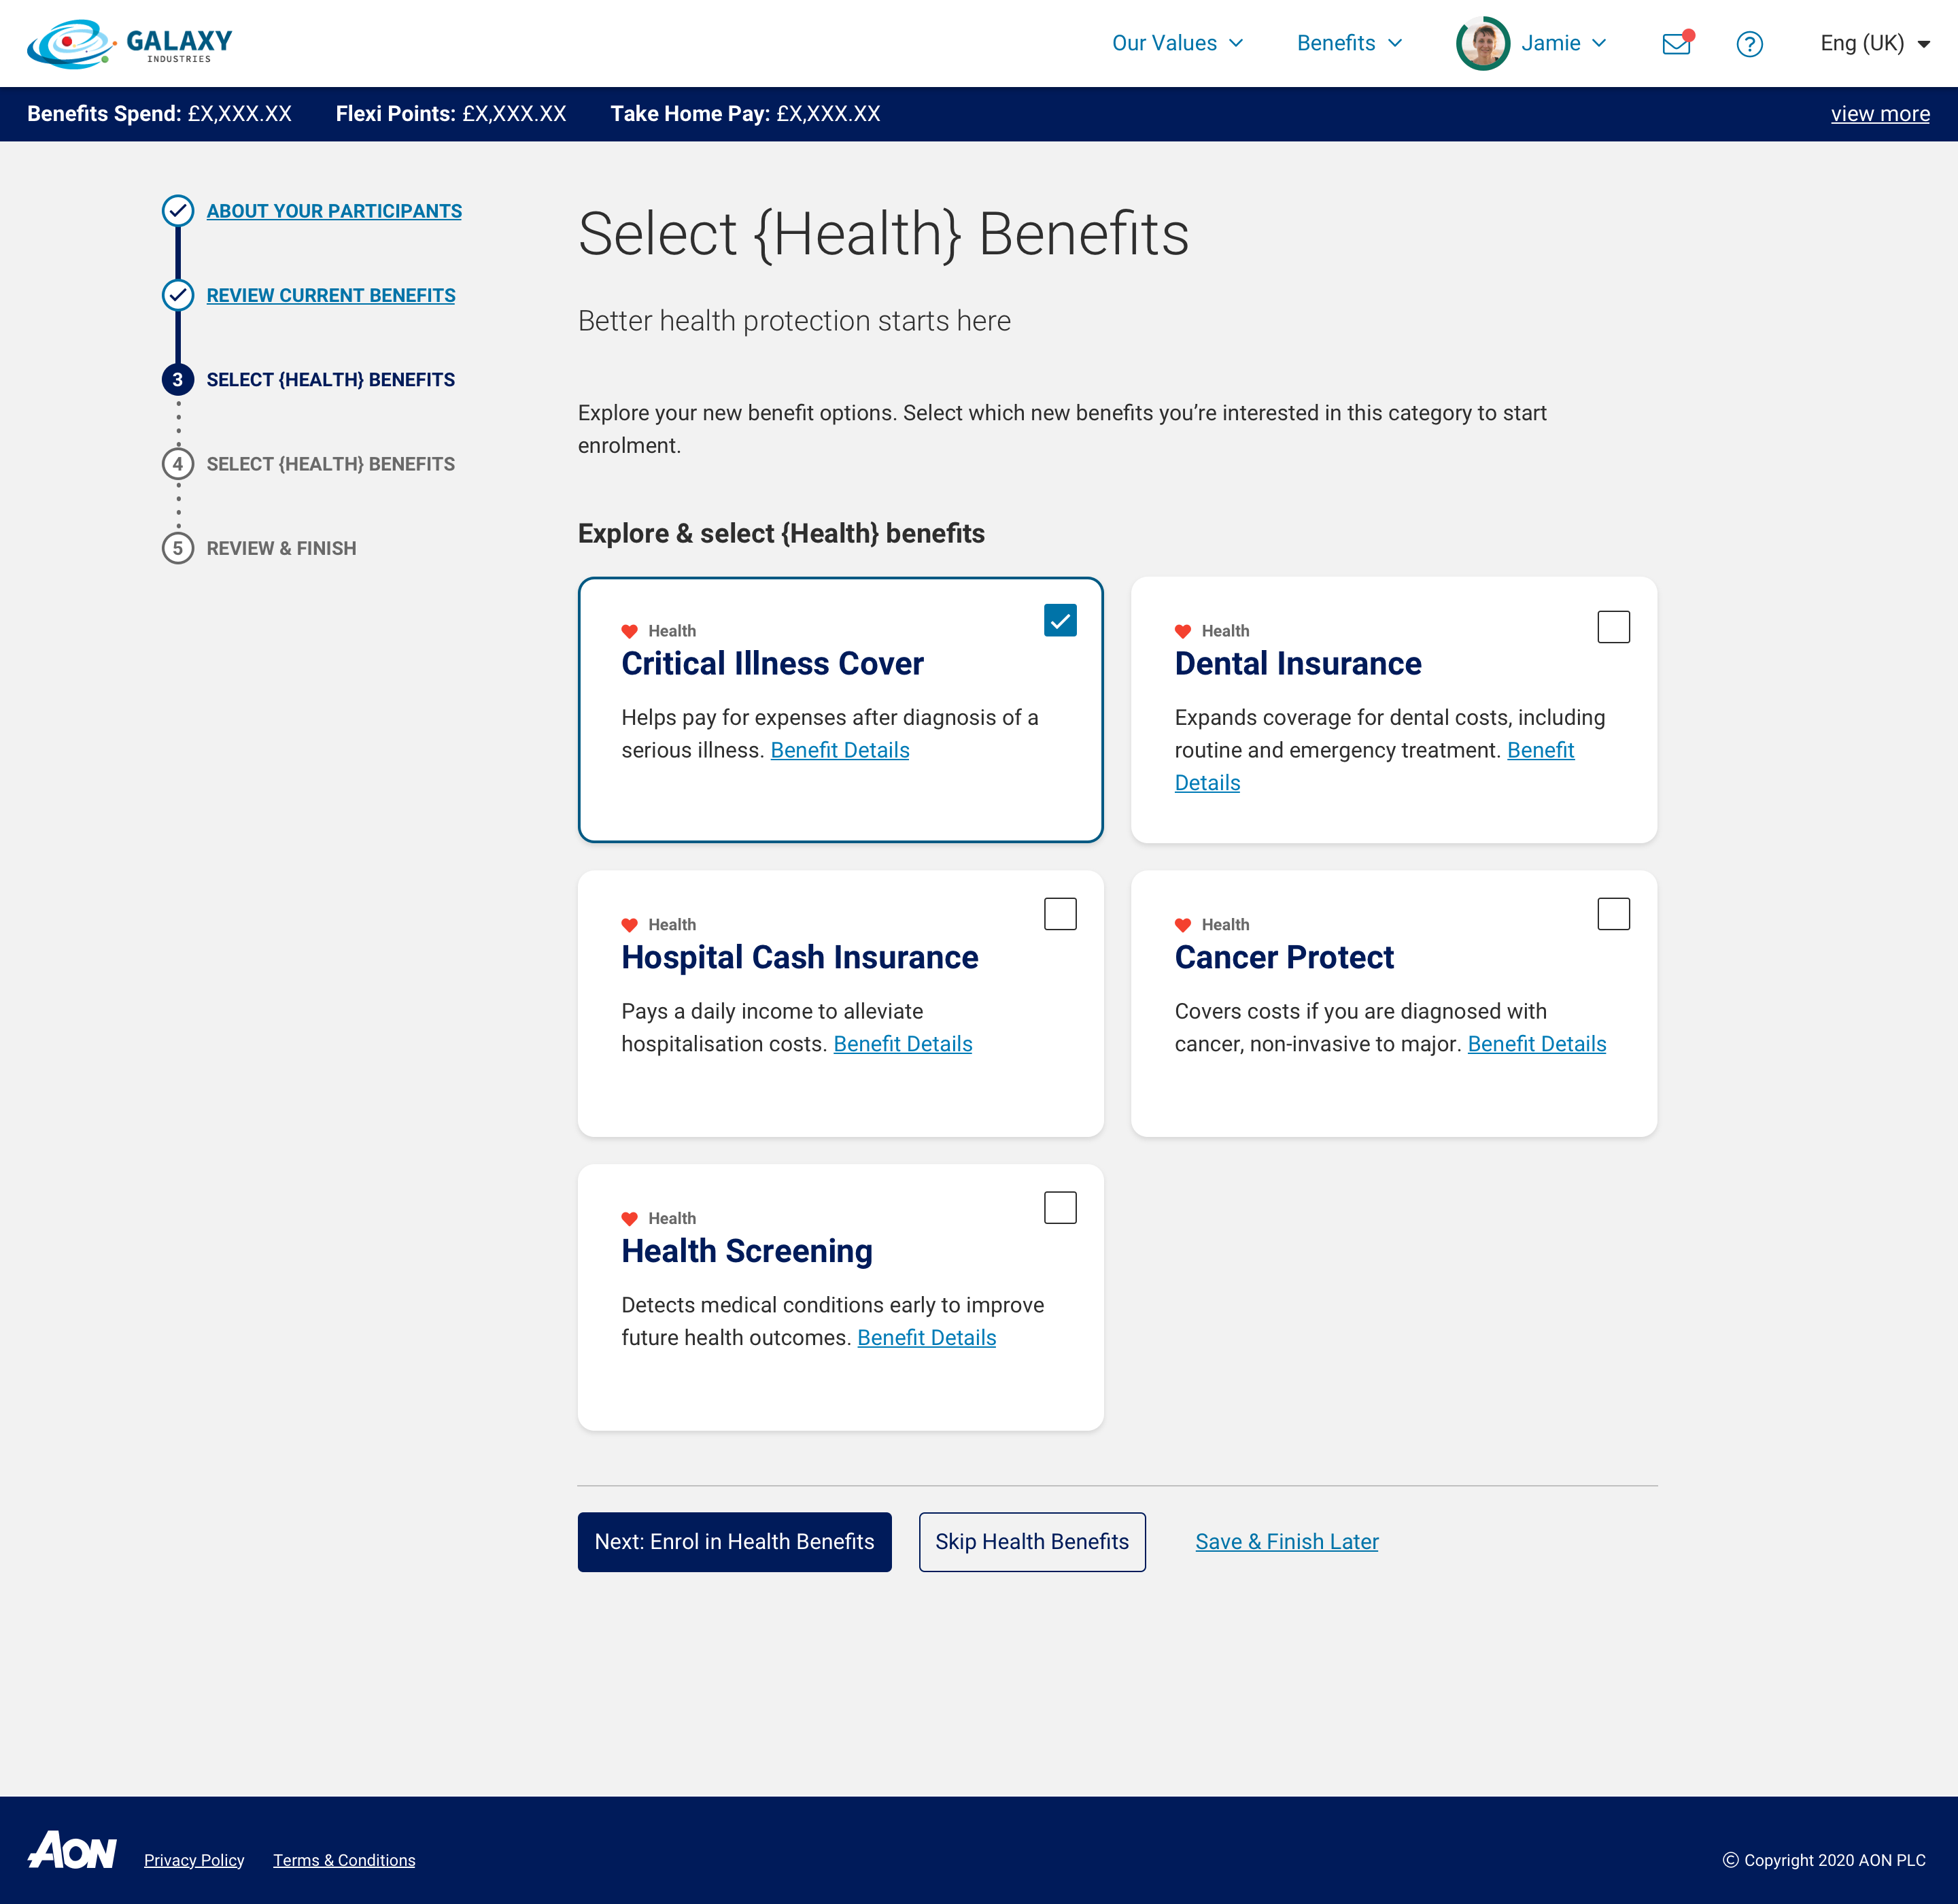 GALAXY
INDUSTRIES
Our Values
Benefits
Jamie
Eng (UK)
Benefits Spend: £X,XXX.XX
Flexi Points: £X,XXX.XX
Take Home Pay: £X,XXX.XX
view more
ABOUT YOUR PARTICIPANTS
REVIEW CURRENT BENEFITS
3 SELECT {HEALTH} BENEFITS
4 SELECT {HEALTH} BENEFITS
5 REVIEW & FINISH
Select {Health} Benefits
Better health protection starts here
Explore your new benefit options. Select which new benefits you’re interested in this category to start
enrolment.
Explore & select {Health} benefits
Health
Critical Illness Cover
Helps pay for expenses after diagnosis of a
serious illness. Benefit Details
Health
Dental Insurance
Expands coverage for dental costs, including
routine and emergency treatment. Benefit
Details
Health
Hospital Cash Insurance
Pays a daily income to alleviate
hospitalisation costs. Benefit Details
Health
Cancer Protect
Covers costs if you are diagnosed with
cancer, non-invasive to major. Benefit Details
Health
Health Screening
Detects medical conditions early to improve
future health outcomes. Benefit Details
Next: Enrol in Health Benefits
Skip Health Benefits
Save & Finish Later
AON
Privacy Policy
Terms & Conditions
© Copyright 2020 AON PLC